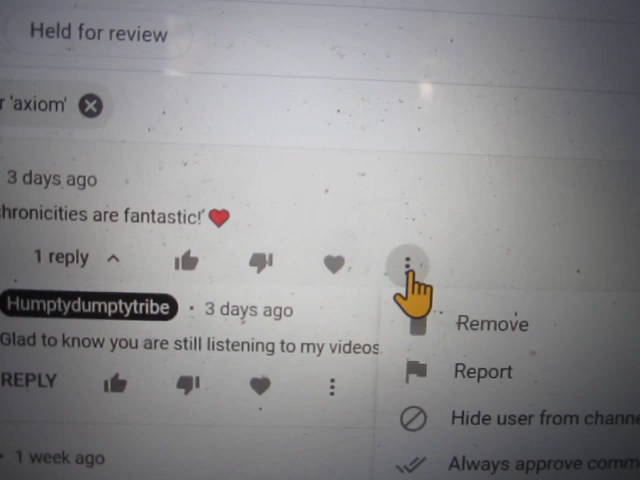 Held for review
r 'axiom'
3 days ago
hronicities are fantastic!
1 reply
Humptydumptytribe · 3 days ago
Remove
Glad to know you are still listening to my videos
REPLY
Report
Hide user from channe
1 week ago
Always approve comm